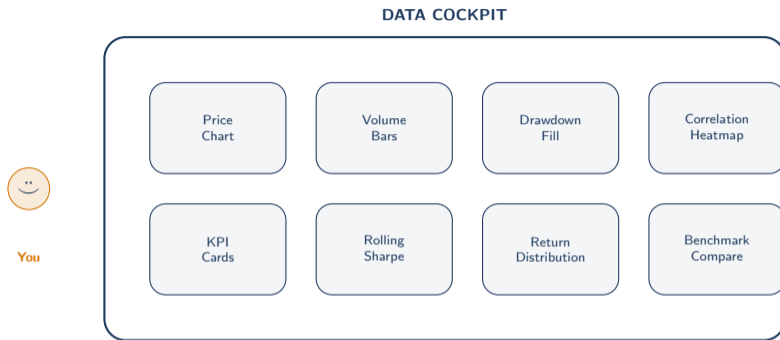 DATA COCKPIT
Price
Chart
Volume
Bars
Drawdown
Fill
Correlation
Heatmap
KPI
Cards
Rolling
Sharpe
Return
Distribution
Benchmark
Compare
You